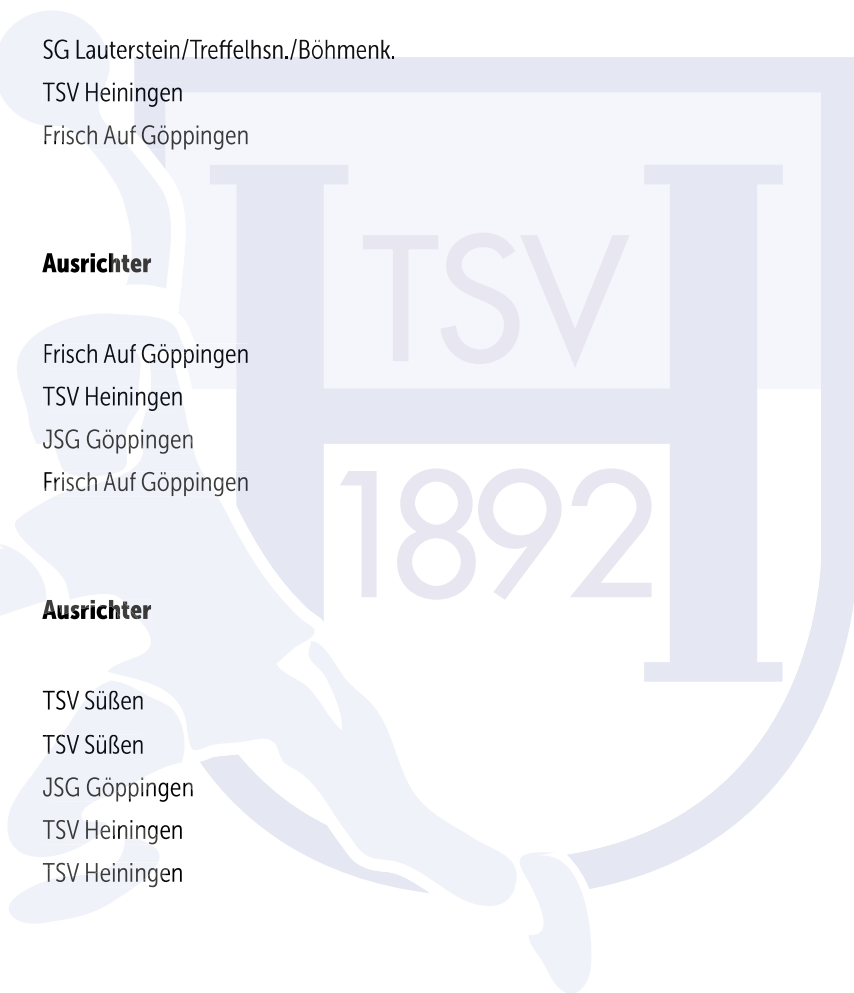 SG Lauterstein/Treffelhsn./Böhmenk.
TSV Heiningen
Frisch Auf Göppingen
Ausrichter
Frisch Auf Göppingen
TSV Heiningen
JSG Göppingen
Frisch Auf Göppingen
Ausrichter
TSV Süßen
TSV Süßen
JSG Göppingen
TSV Heiningen
TSV Heiningen
TSV
H
1892